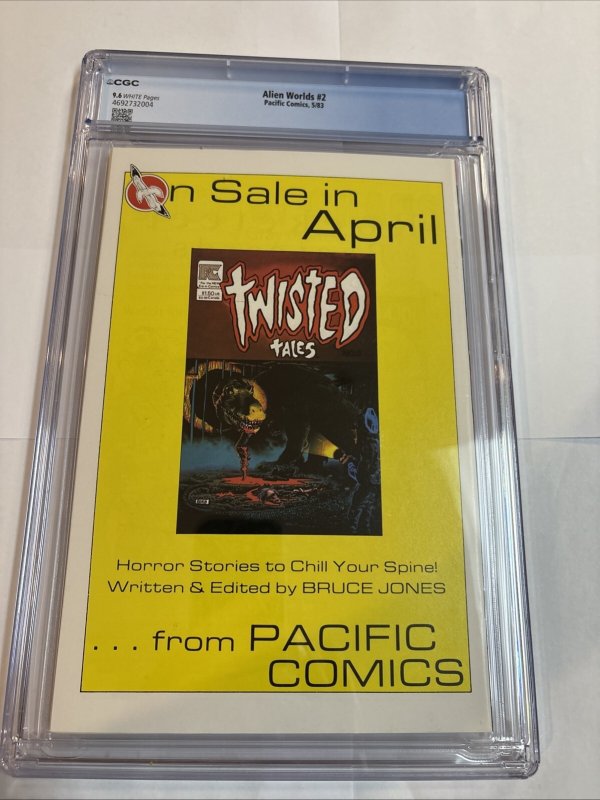 CGC
9.6 WHITE Pages
4692732004
Alien Worlds #2
Pacific Comics, 5/83
On Sale in
April
PC
$1.50
TWISTED
TALES
Horror Stories to Chill Your Spine!
Written & Edited by BRUCE JONES
. . . from PACIFIC
COMICS